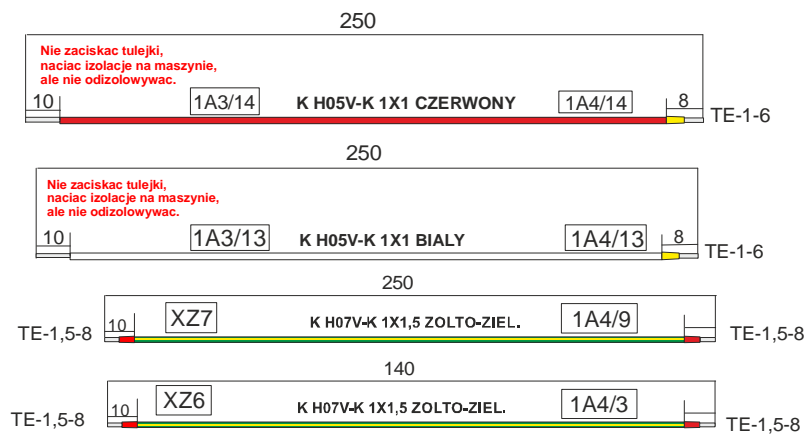 250
Nie zaciskac tulejki,
naciac izolacje na maszynie,
ale nie odizolowywac.
10 1A3/14 K H05V-K 1X1 CZERWONY 1A4/14 8 TE-1-6
250
Nie zaciskac tulejki,
naciac izolacje na maszynie,
ale nie odizolowywac.
10 1A3/13 K H05V-K 1X1 BIALY 1A4/13 8 TE-1-6
250
TE-1,5-8 10 XZ7 K H07V-K 1X1,5 ZOLTO-ZIEL. 1A4/9 TE-1,5-8
140
TE-1,5-8 10 XZ6 K H07V-K 1X1,5 ZOLTO-ZIEL. 1A4/3 TE-1,5-8